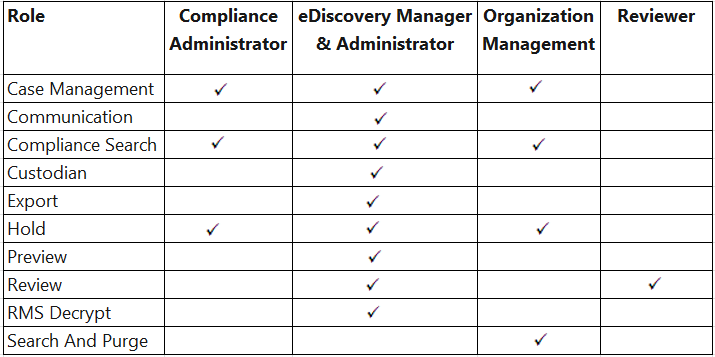 Role Compliance Administrator eDiscovery Manager & Administrator Organization Management Reviewer
Case Management ✓ ✓ ✓
Communication ✓
Compliance Search ✓ ✓ ✓
Custodian ✓
Export ✓
Hold ✓ ✓ ✓
Preview ✓
Review ✓ ✓
RMS Decrypt ✓
Search And Purge ✓